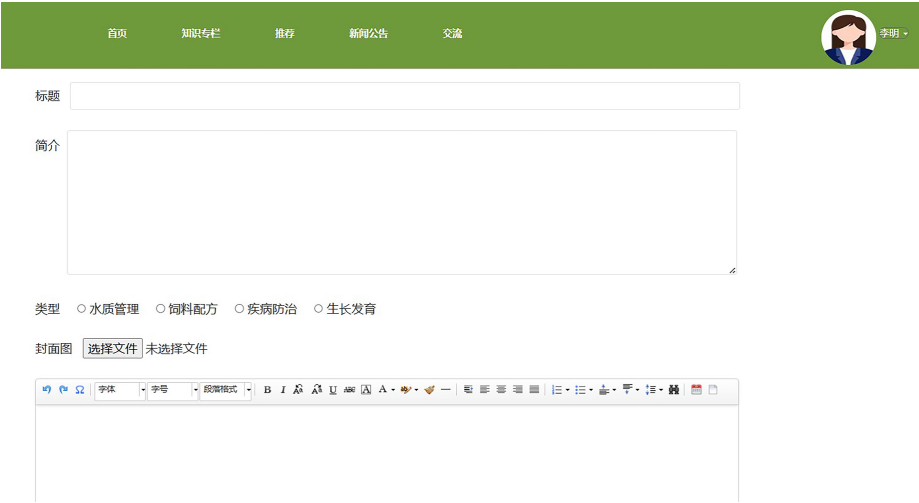 首页 知识专栏 推荐 新闻公告 交流 李明
标题
简介
类型 水质管理 饲料配方 疾病防治 生长发育
封面图 选择文件 未选择文件
字体 字号 段落格式 B I U ABC A A